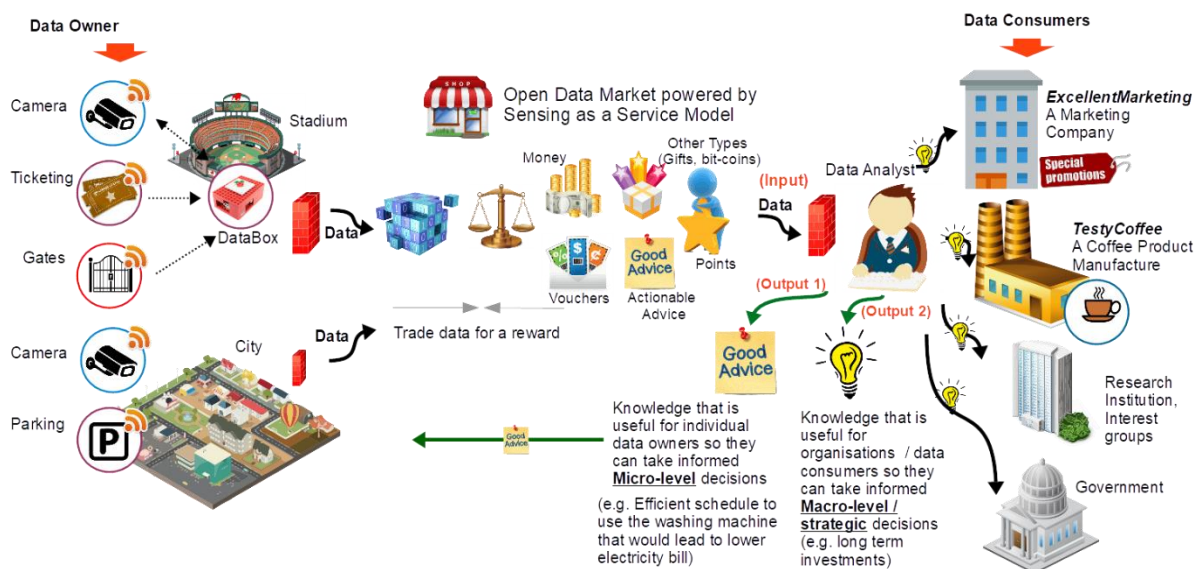 Data Owner
Camera
Ticketing
Gates
Camera
Parking
P
Stadium
DataBox
City
Data
Data
SHOP
Open Data Market powered by
Sensing as a Service Model
Money
Other Types
(Gifts, bit-coins)
$
Vouchers
Good
Advice
Actionable
Advice
Points
Trade data for a reward
(Input)
Data
Data Analyst
(Output 1)
(Output 2)
Good
Advice
Good
Advice
Knowledge that is
useful for individual
data owners so they
can take informed
Micro-level decisions
(e.g. Efficient schedule to
use the washing machine
that would lead to lower
electricity bill)
Knowledge that is
useful for
organisations / data
consumers so they
can take informed
Macro-level /
strategic decisions
(e.g. long term
investments)
Data Consumers
ExcellentMarketing
A Marketing
Company
Special
promotions
TestyCoffee
A Coffee Product
Manufacture
Research
Institution,
Interest
groups
Government